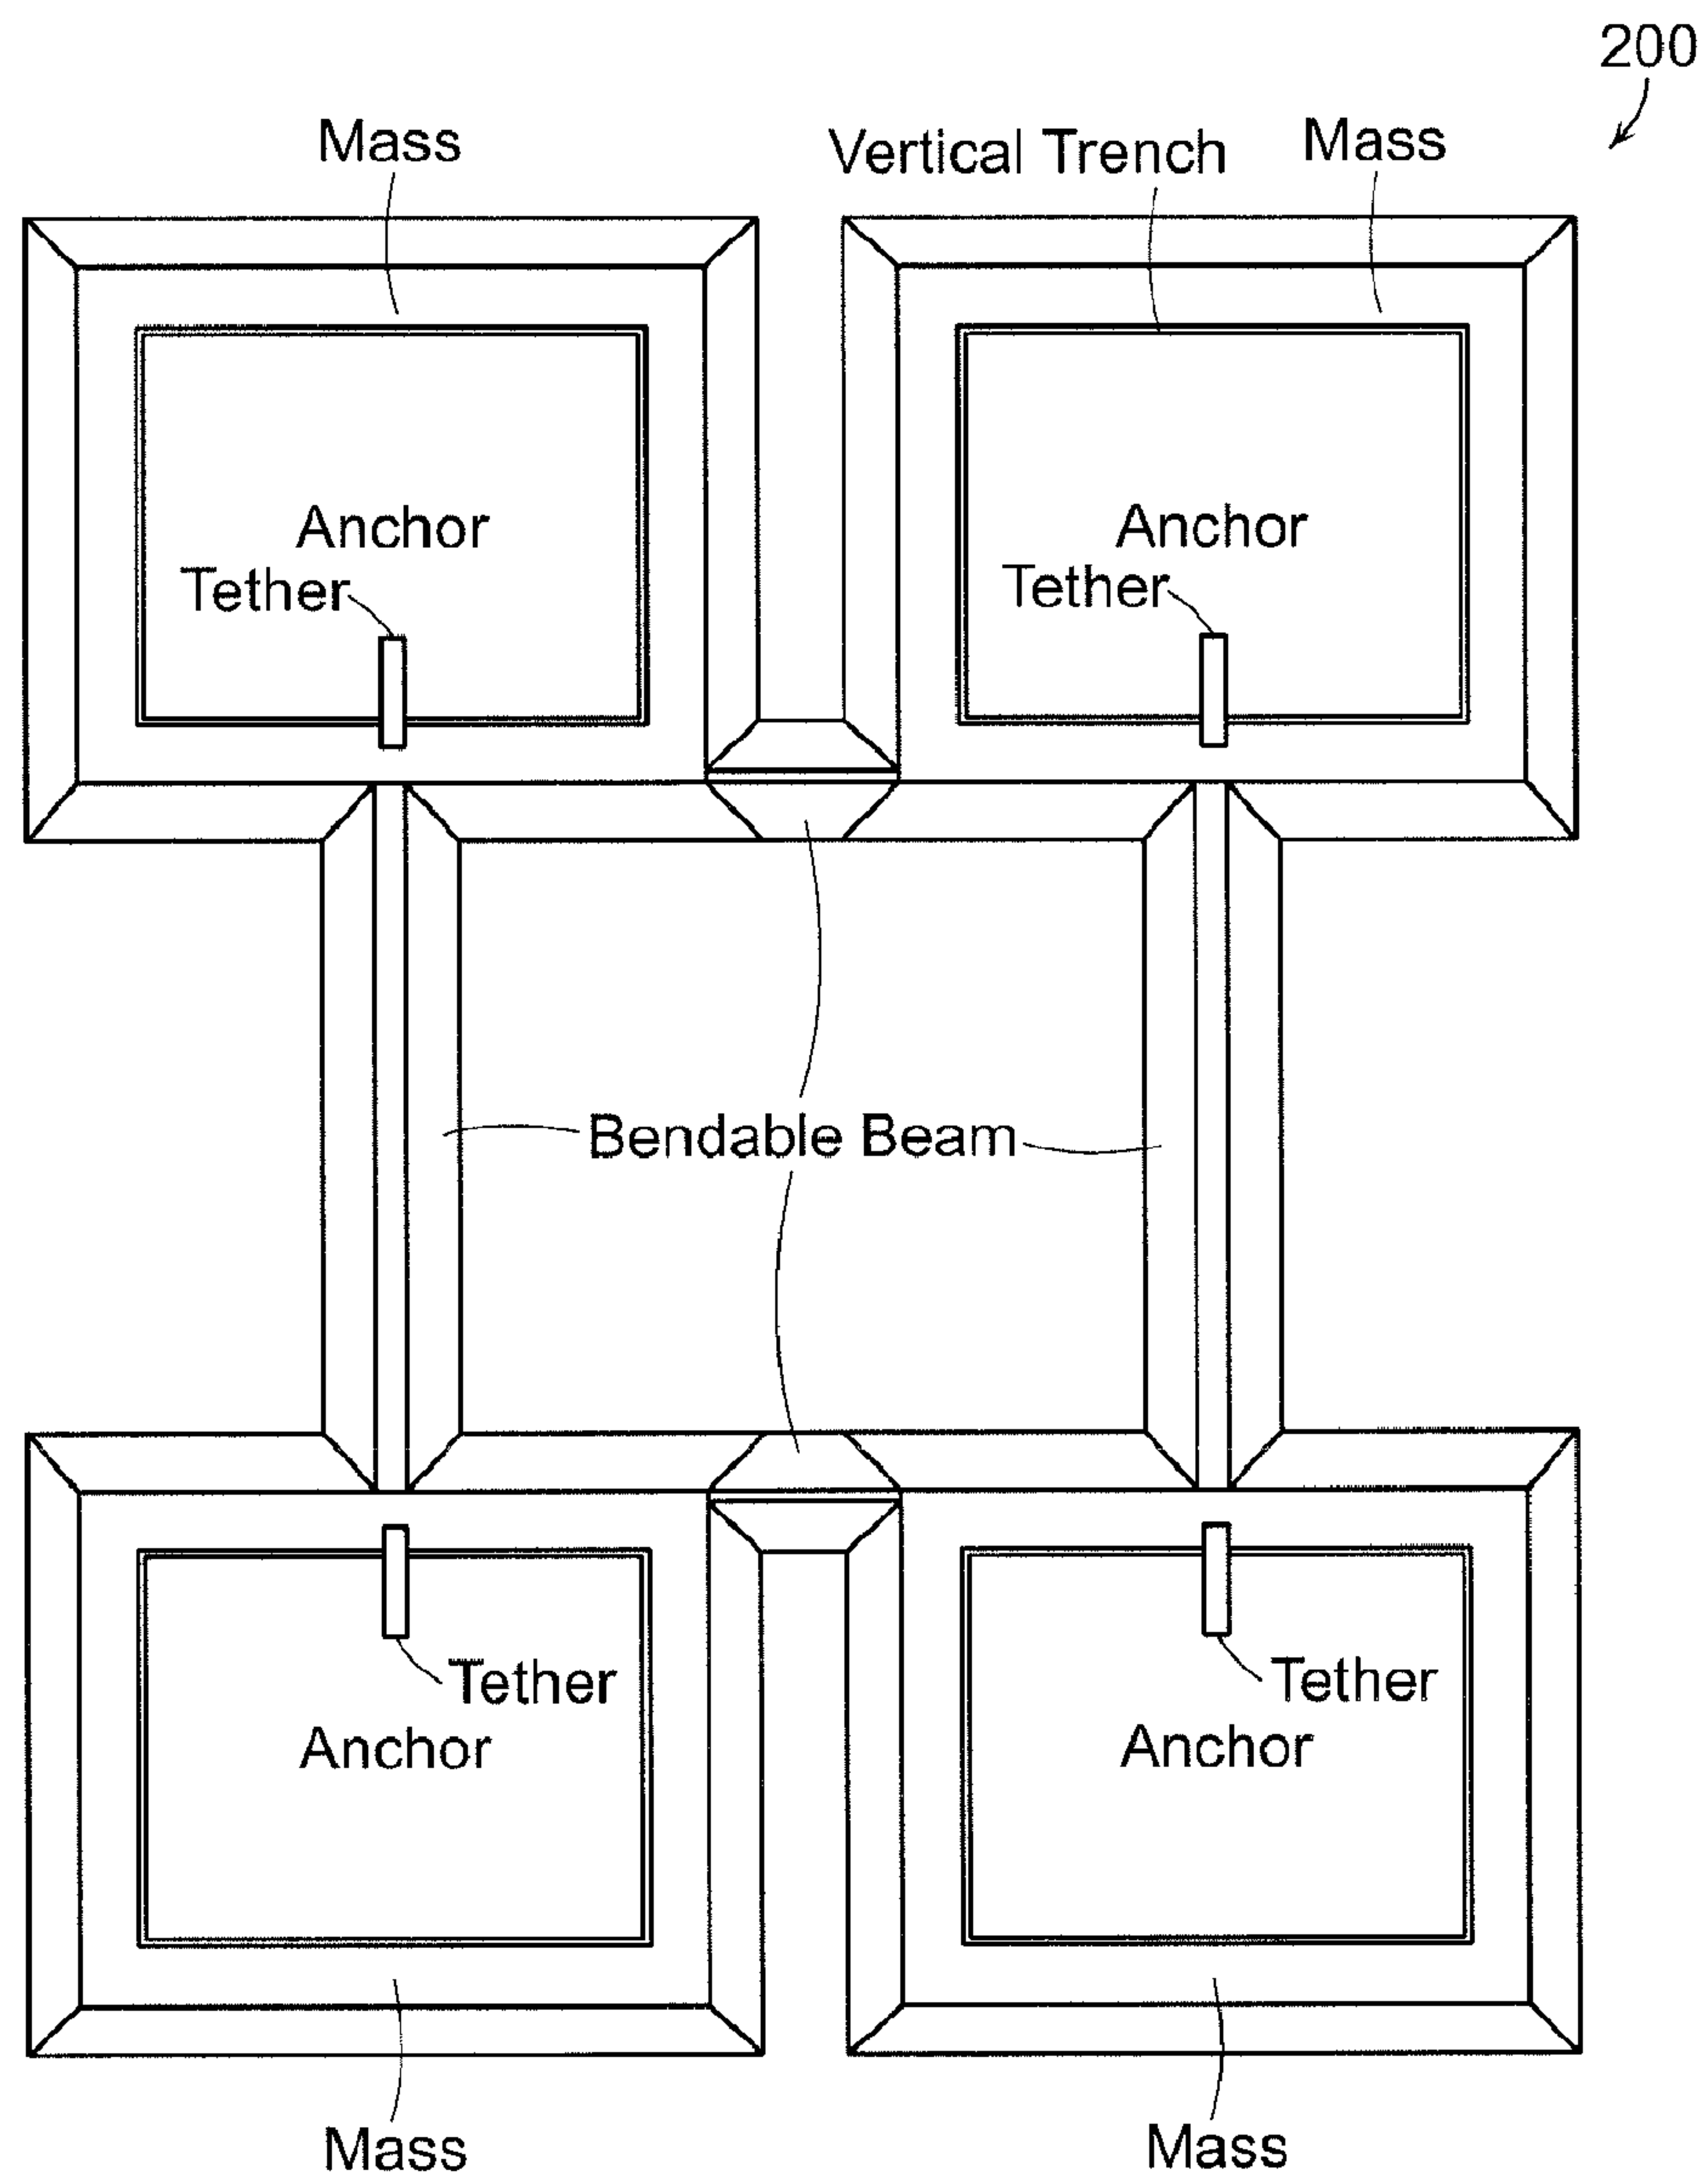 200
Mass
Vertical Trench
Mass
Anchor
Tether
Anchor
Tether
Bendable Beam
Tether
Anchor
Tether
Anchor
Mass
Mass